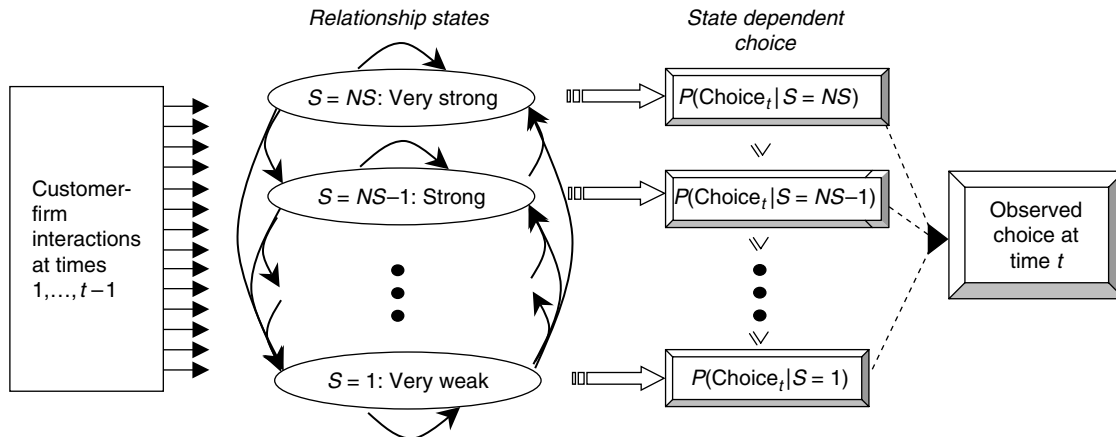 Relationship states
State dependent
choice
Customer-
firm
interactions
at times
1,..., t – 1
S = NS: Very strong
S = NS–1: Strong
S = 1: Very weak
P(Choiceₜ|S = NS)
P(Choiceₜ|S = NS–1)
P(Choiceₜ|S = 1)
Observed
choice at
time t